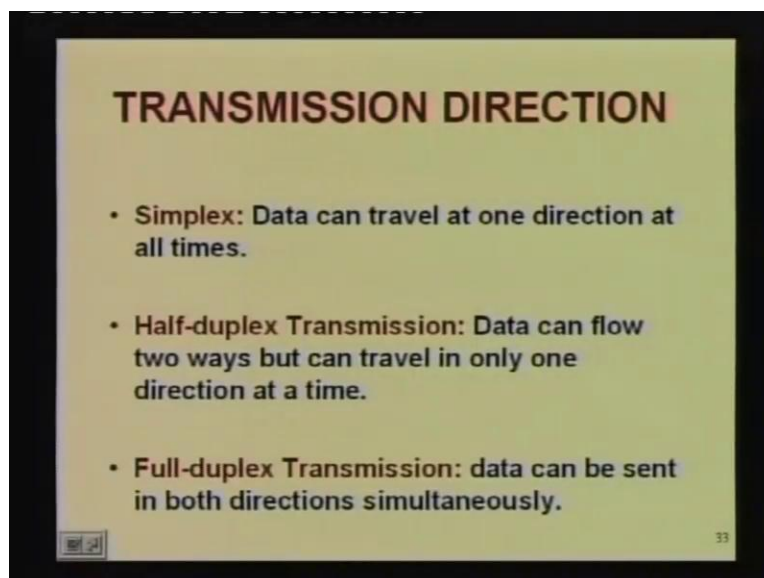 TRANSMISSION DIRECTION
• Simplex: Data can travel at one direction at
all times.
• Half-duplex Transmission: Data can flow
two ways but can travel in only one
direction at a time.
• Full-duplex Transmission: data can be sent
in both directions simultaneously.
33